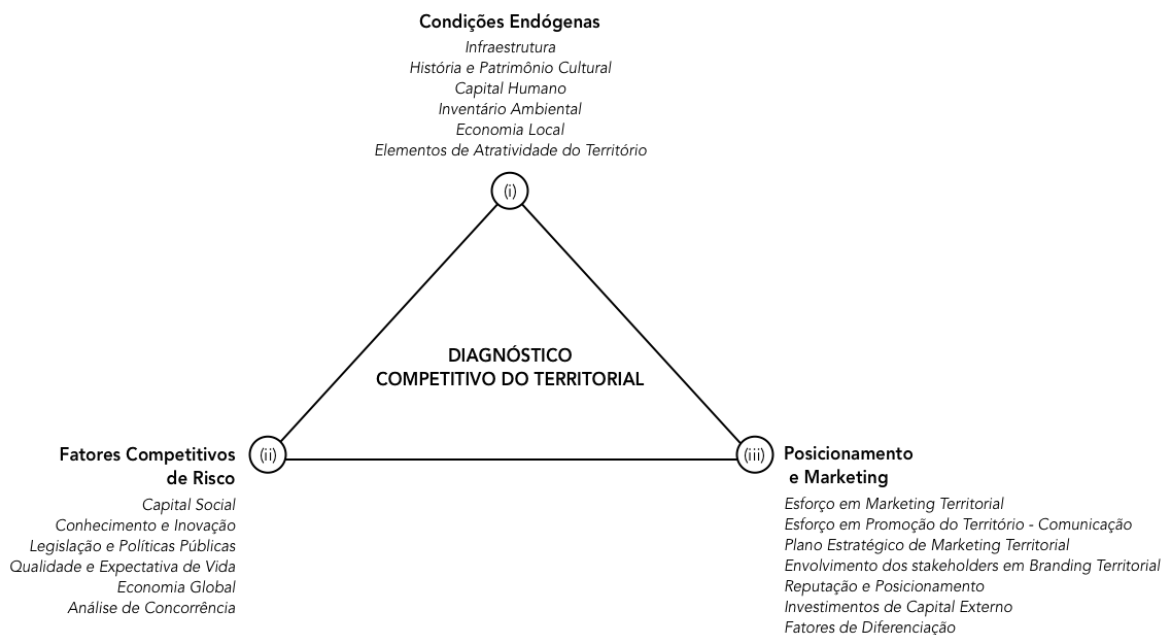 Condições Endógenas
Infraestrutura
História e Patrimônio Cultural
Capital Humano
Inventário Ambiental
Economia Local
Elementos de Atratividade do Território
(i)
DIAGNÓSTICO
COMPETITIVO DO TERRITORIAL
(ii)
Fatores Competitivos
de Risco
Capital Social
Conhecimento e Inovação
Legislação e Políticas Públicas
Qualidade e Expectativa de Vida
Economia Global
Análise de Concorrência
(iii)
Posicionamento
e Marketing
Esforço em Marketing Territorial
Esforço em Promoção do Território - Comunicação
Plano Estratégico de Marketing Territorial
Envolvimento dos stakeholders em Branding Territorial
Reputação e Posicionamento
Investimentos de Capital Externo
Fatores de Diferenciação